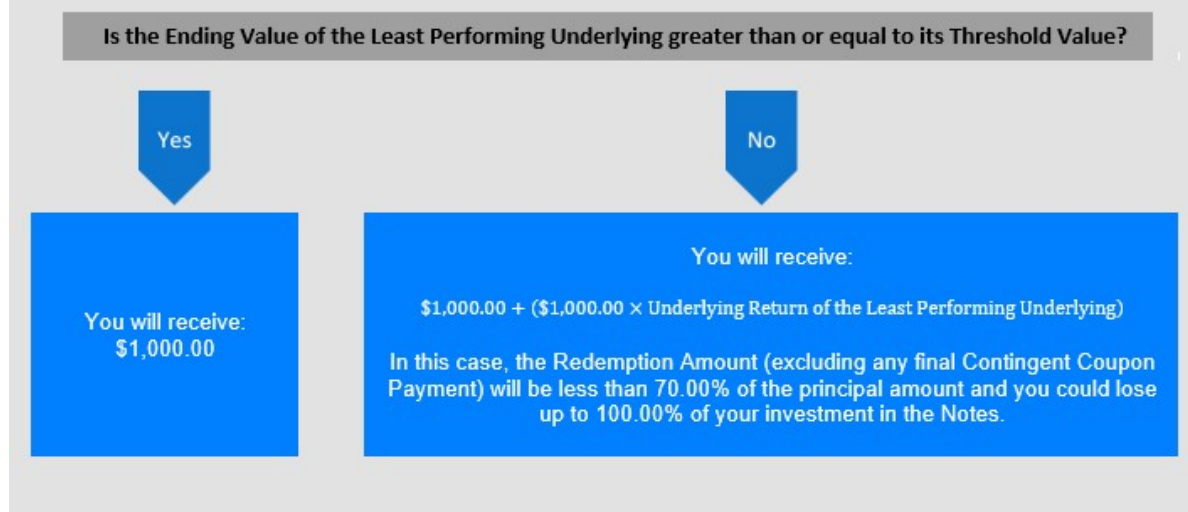 Is the Ending Value of the Least Performing Underlying greater than or equal to its Threshold Value?
Yes
No
You will receive:
$1,000.00
You will receive:
$1,000.00 + ($1,000.00 × Underlying Return of the Least Performing Underlying)
In this case, the Redemption Amount (excluding any final Contingent Coupon
Payment) will be less than 70.00% of the principal amount and you could lose
up to 100.00% of your investment in the Notes.